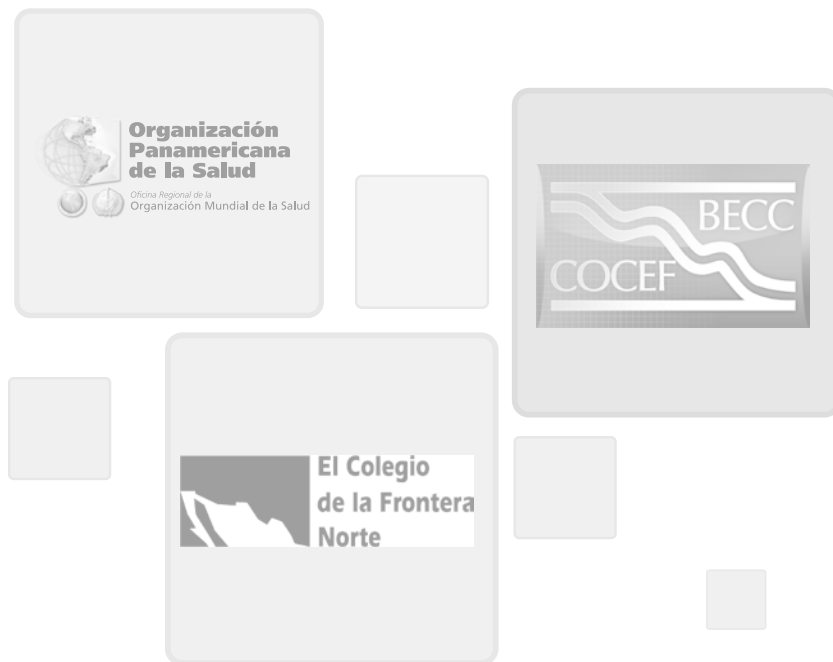 Organización
Panamericana
de la Salud
Oficina Regional de la
Organización Mundial de la Salud
BECC
COCEF
El Colegio
de la Frontera
Norte